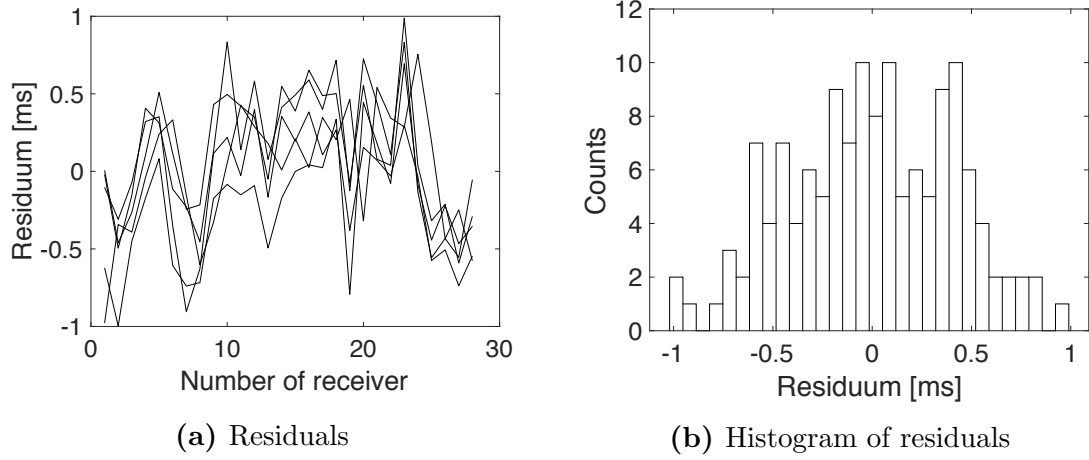 1
0.5
0
-0.5
-1
Residuum [ms]
0 10 20 30
Number of receiver
(a) Residuals
12
10
8
6
4
2
0
Counts
-1 -0.5 0 0.5 1
Residuum [ms]
(b) Histogram of residuals